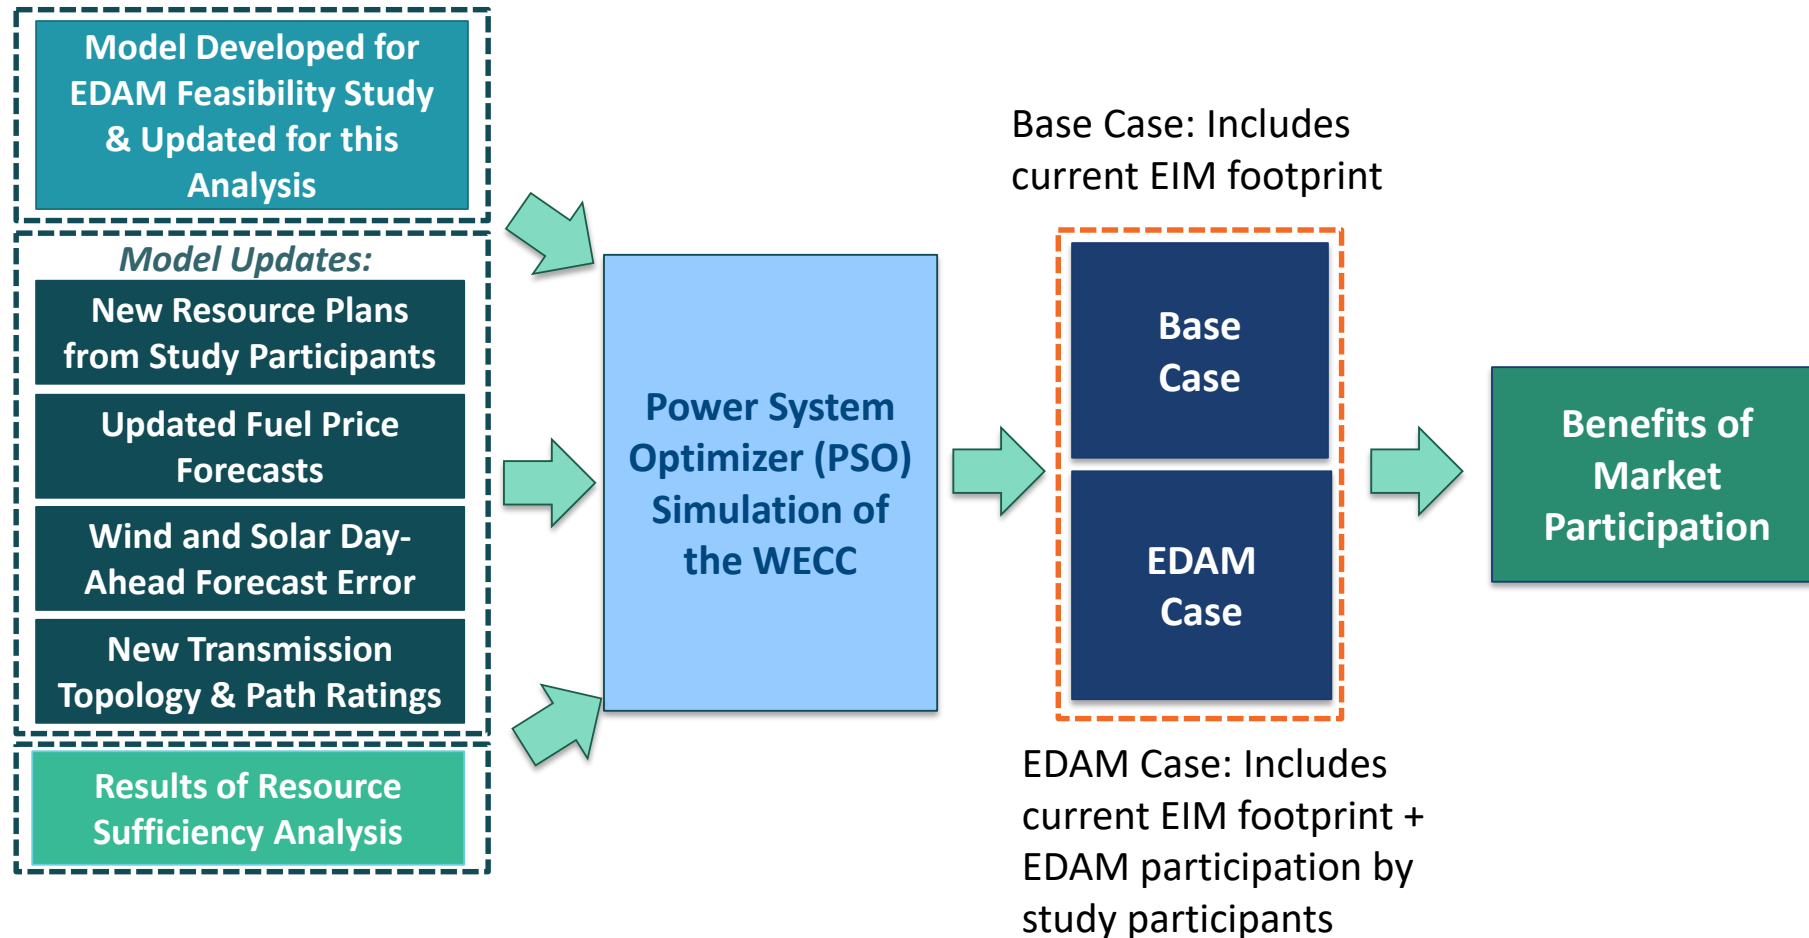 Model Developed for
EDAM Feasibility Study
& Updated for this
Analysis
Model Updates:
New Resource Plans
from Study Participants
Updated Fuel Price
Forecasts
Wind and Solar Day-
Ahead Forecast Error
New Transmission
Topology & Path Ratings
Results of Resource
Sufficiency Analysis
Power System
Optimizer (PSO)
Simulation of
the WECC
Base Case: Includes
current EIM footprint
Base
Case
EDAM
Case
EDAM Case: Includes
current EIM footprint +
EDAM participation by
study participants
Benefits of
Market
Participation